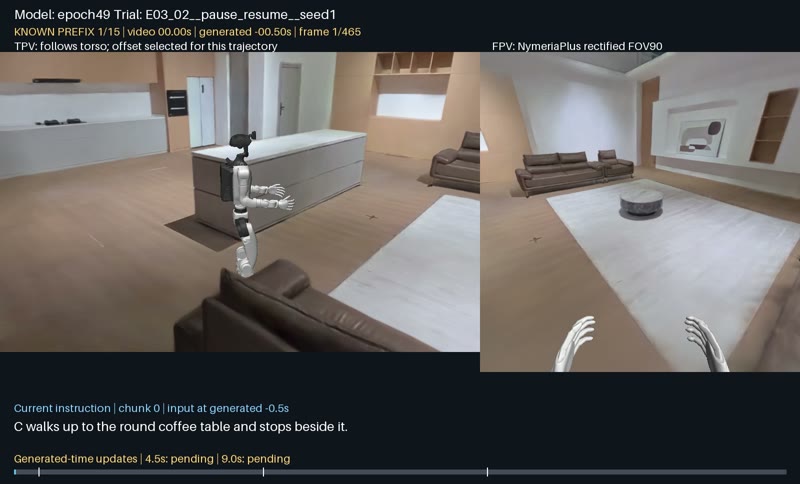 Model: epoch49 Trial: E03_02__pause_resume__seed1
KNOWN PREFIX 1/15 | video 00.00s | generated -00.50s | frame 1/465
TPV: follows torso; offset selected for this trajectory
FPV: NymeriaPlus rectified FOV90
Current instruction | chunk 0 | input at generated -0.5s
C walks up to the round coffee table and stops beside it.
Generated-time updates | 4.5s: pending | 9.0s: pending